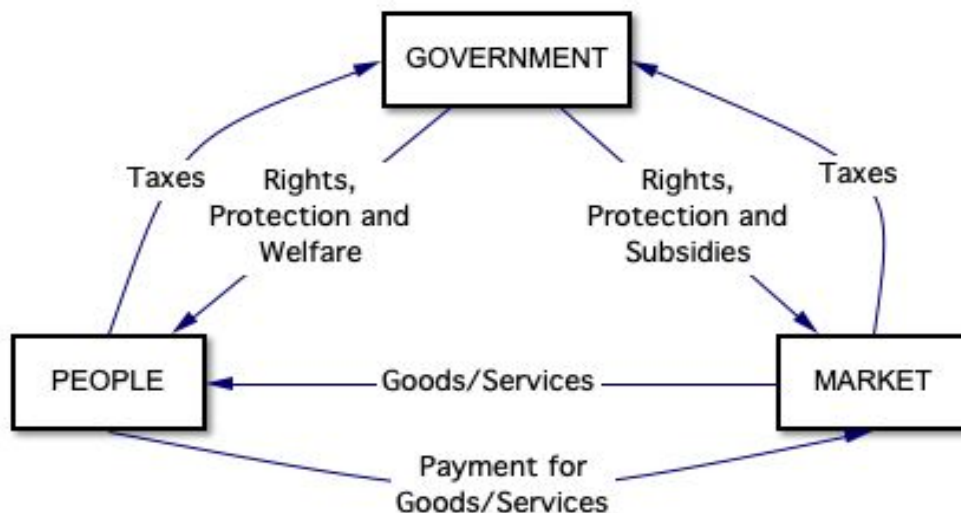 GOVERNMENT
Taxes
Rights,
Protection and
Welfare
Rights,
Protection and
Subsidies
Taxes
PEOPLE
Goods/Services
MARKET
Payment for
Goods/Services